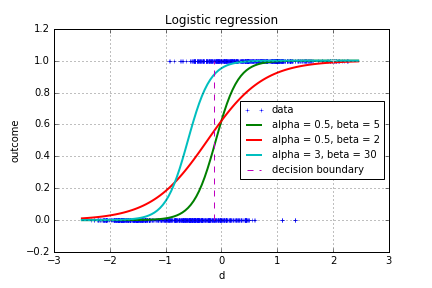 Logistic regression
1.2
1.0
0.8
0.6
0.4
0.2
0.0
−0.2
outcome
data
alpha = 0.5, beta = 5
alpha = 0.5, beta = 2
alpha = 3, beta = 30
decision boundary
−3
−2
−1
0
1
2
3
d